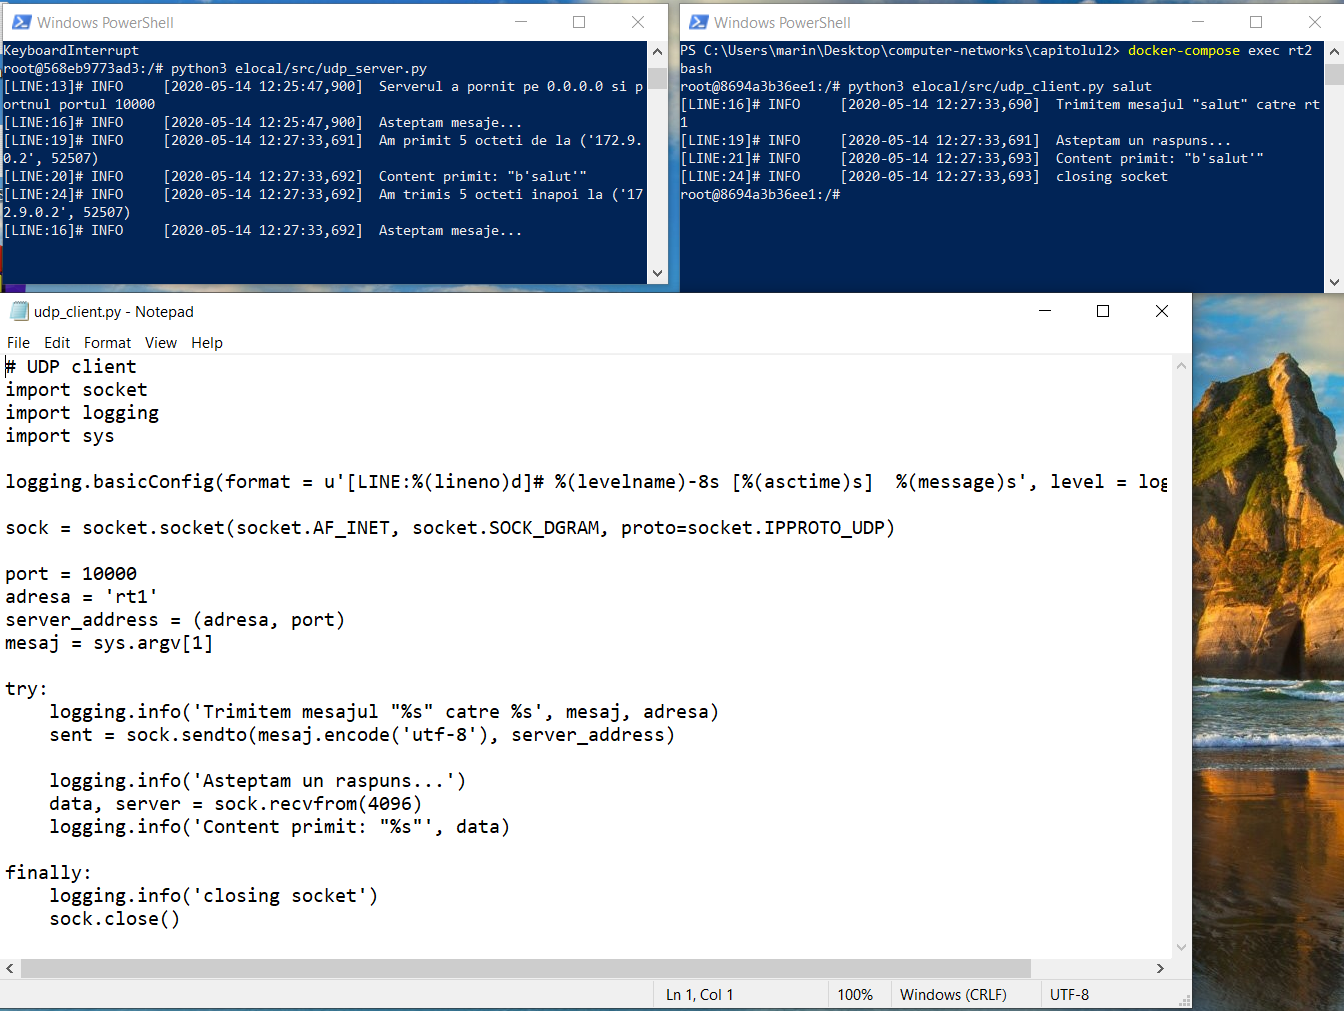 Windows PowerShell
KeyboardInterrupt
root@568eb9773ad3:/# python3 elocal/src/udp_server.py
[LINE:13]# INFO     [2020-05-14 12:25:47,900]  Serverul a pornit pe 0.0.0.0 si p
ortnul portul 10000
[LINE:16]# INFO     [2020-05-14 12:25:47,900]  Asteptam mesaje...
[LINE:19]# INFO     [2020-05-14 12:27:33,691]  Am primit 5 octeti de la ('172.9.
0.2', 52507)
[LINE:20]# INFO     [2020-05-14 12:27:33,692]  Content primit: "b'salut'"
[LINE:24]# INFO     [2020-05-14 12:27:33,692]  Am trimis 5 octeti inapoi la ('17
2.9.0.2', 52507)
[LINE:16]# INFO     [2020-05-14 12:27:33,692]  Asteptam mesaje...
Windows PowerShell
PS C:\Users\marin\Desktop\computer-networks\capitolul2> docker-compose exec rt2
bash
root@8694a3b36ee1:/# python3 elocal/src/udp_client.py salut
[LINE:16]# INFO     [2020-05-14 12:27:33,690]  Trimitem mesajul "salut" catre rt
1
[LINE:19]# INFO     [2020-05-14 12:27:33,691]  Asteptam un raspuns...
[LINE:21]# INFO     [2020-05-14 12:27:33,693]  Content primit: "b'salut'"
[LINE:24]# INFO     [2020-05-14 12:27:33,693]  closing socket
root@8694a3b36ee1:/#
udp_client.py - Notepad
File Edit Format View Help
# UDP client
import socket
import logging
import sys
logging.basicConfig(format = u'[LINE:%(lineno)d]# %(levelname)-8s [%(asctime)s]  %(message)s', level = log
sock = socket.socket(socket.AF_INET, socket.SOCK_DGRAM, proto=socket.IPPROTO_UDP)
port = 10000
adresa = 'rt1'
server_address = (adresa, port)
mesaj = sys.argv[1]
try:
    logging.info('Trimitem mesajul "%s" catre %s', mesaj, adresa)
    sent = sock.sendto(mesaj.encode('utf-8'), server_address)
    logging.info('Asteptam un raspuns...')
    data, server = sock.recvfrom(4096)
    logging.info('Content primit: "%s"', data)
finally:
    logging.info('closing socket')
    sock.close()
Ln 1, Col 1 100% Windows (CRLF) UTF-8